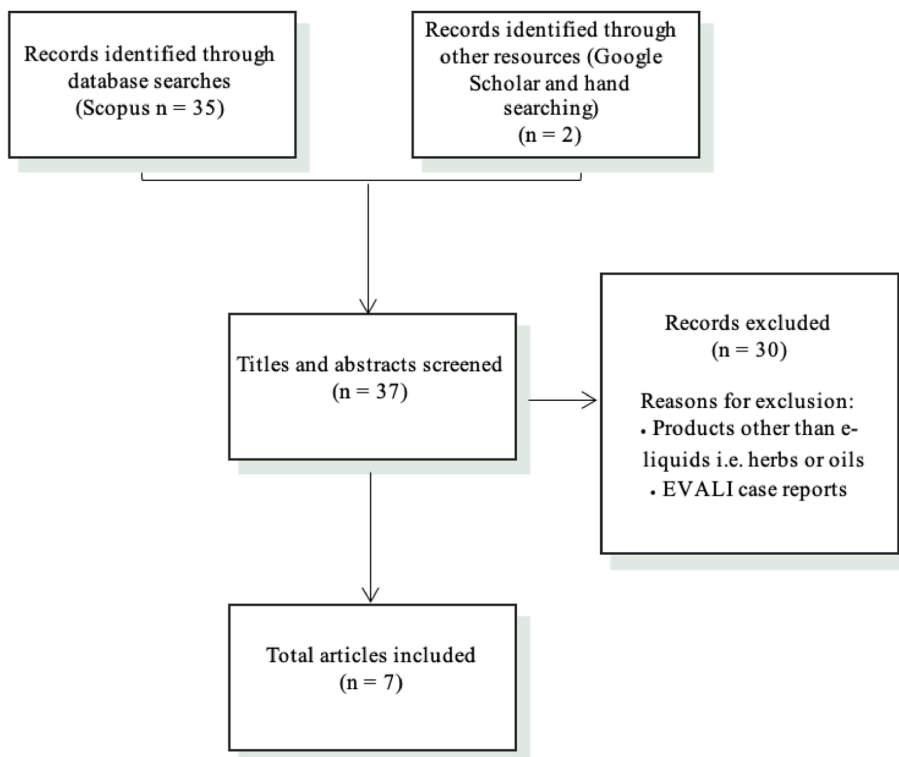 Records identified through
database searches
(Scopus n = 35)
Records identified through
other resources (Google
Scholar and hand
searching)
(n = 2)
Titles and abstracts screened
(n = 37)
Records excluded
(n = 30)
Reasons for exclusion:
• Products other than e-
liquids i.e. herbs or oils
• EVALI case reports
Total articles included
(n = 7)